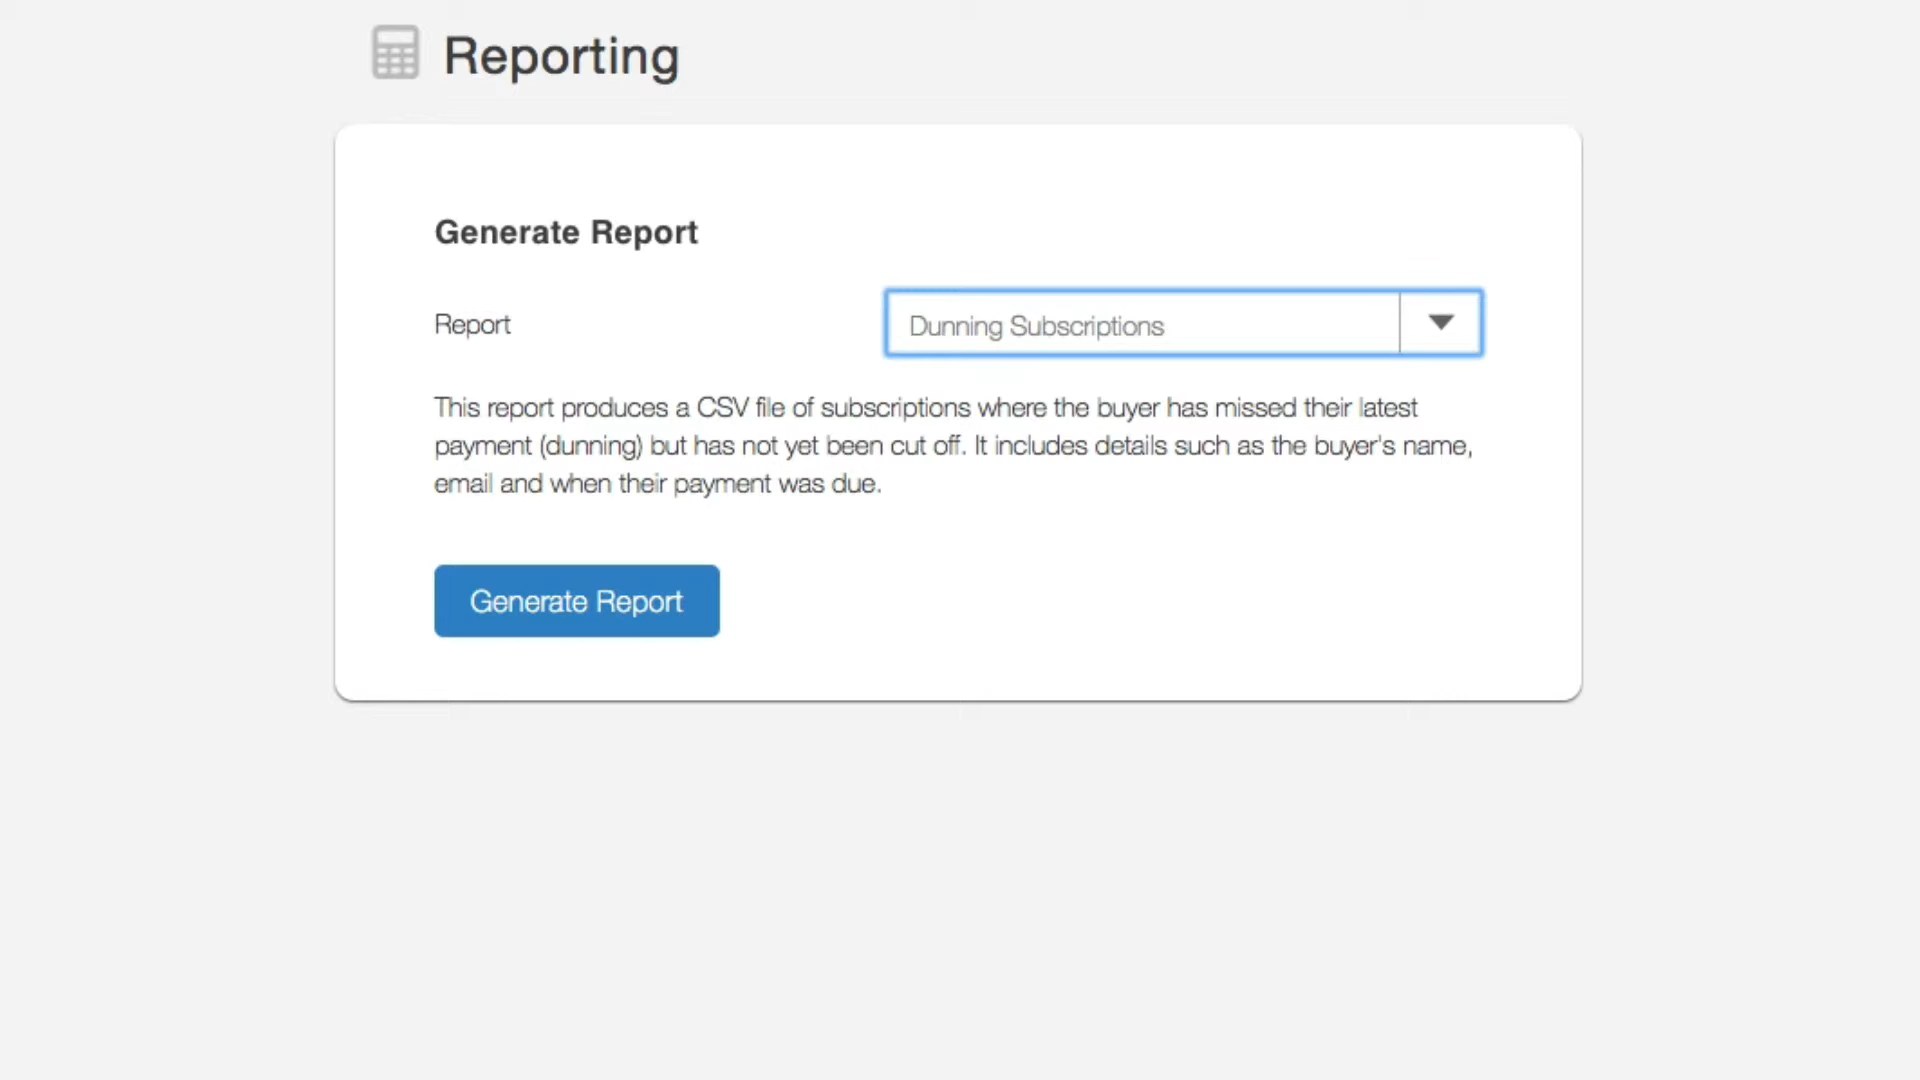 Reporting
Generate Report
Report
Dunning Subscriptions
This report produces a CSV file of subscriptions where the buyer has missed their latest
payment (dunning) but has not yet been cut off. It includes details such as the buyer's name,
email and when their payment was due.
Generate Report